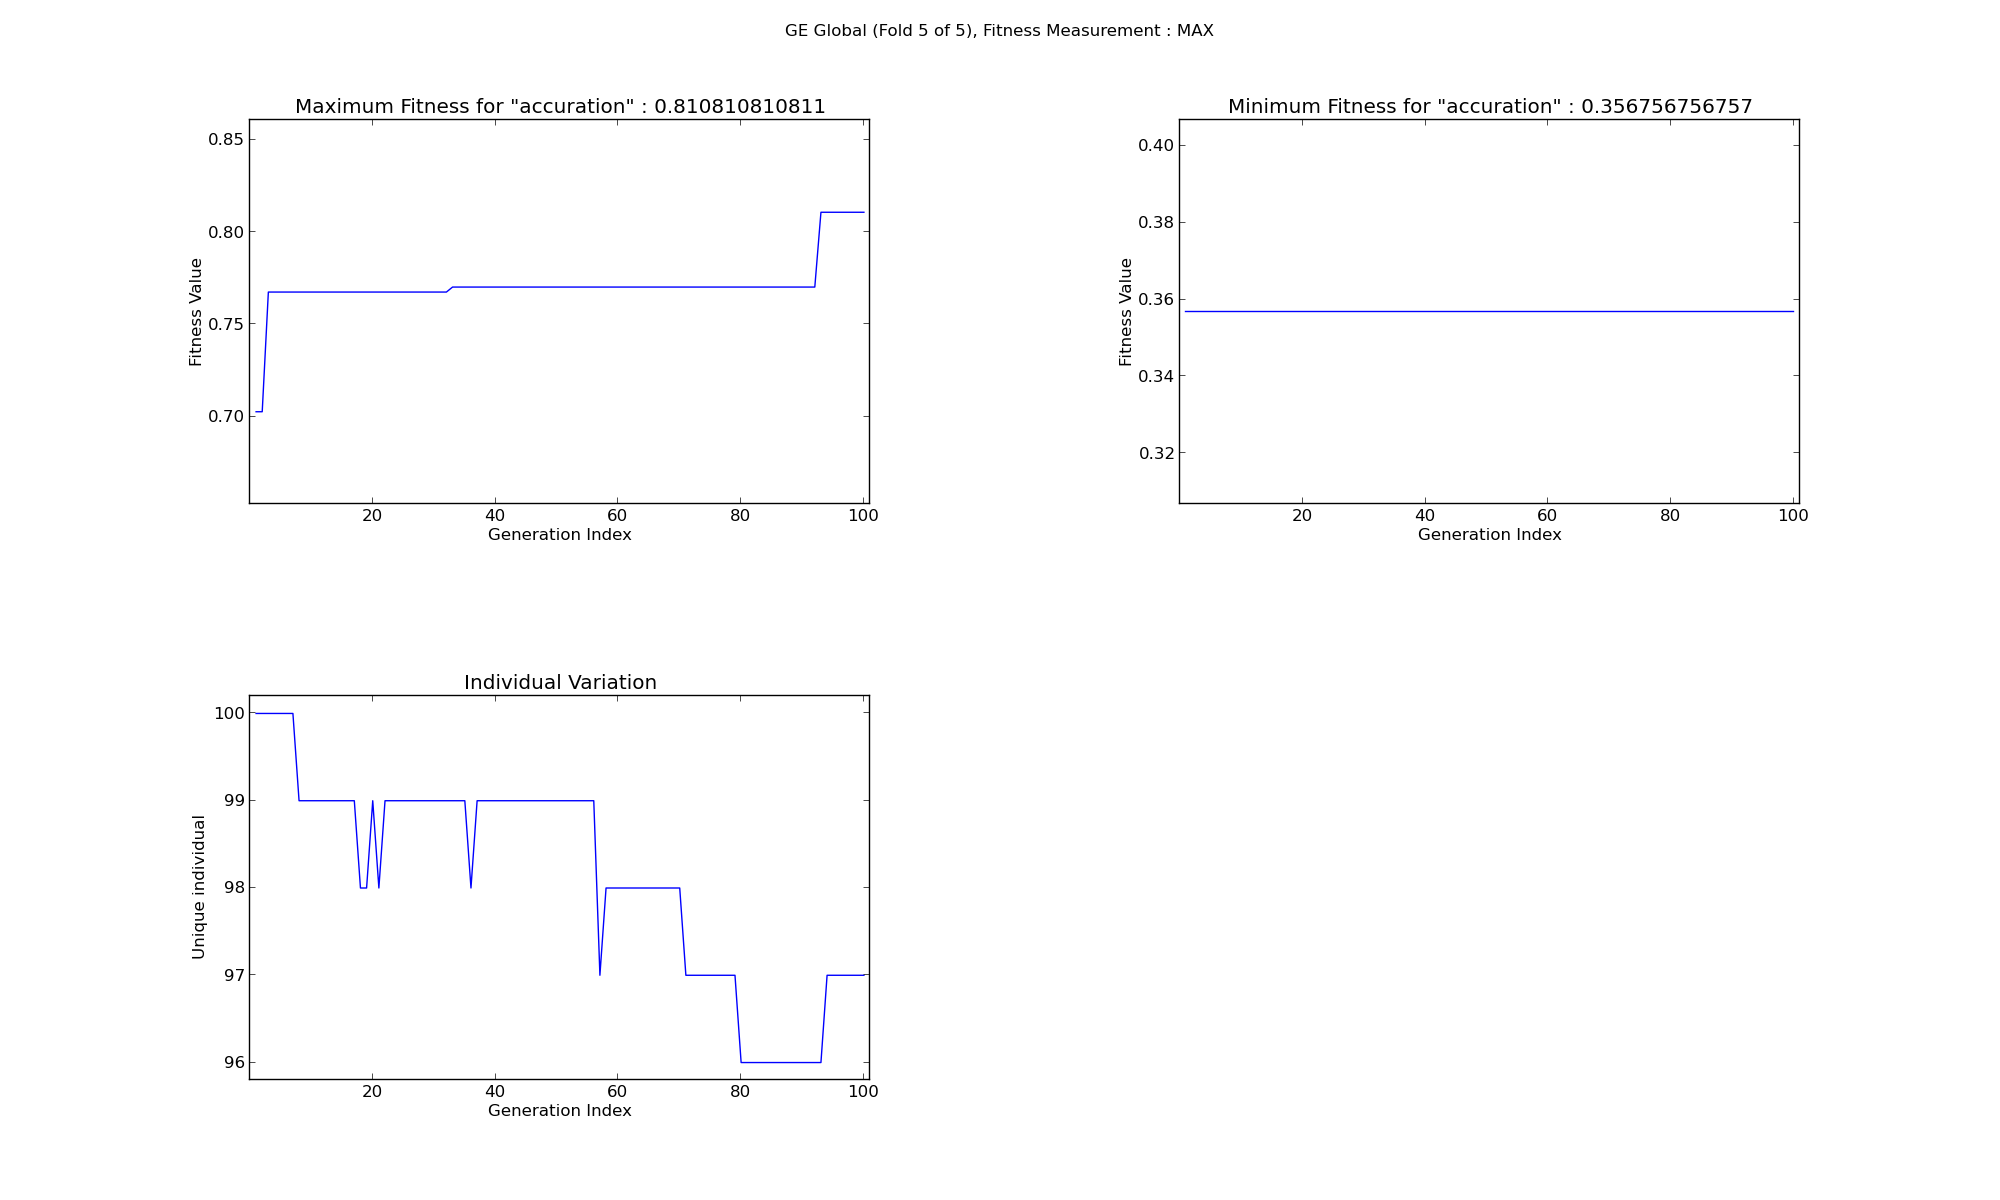 GE Global (Fold 5 of 5), Fitness Measurement : MAX
Maximum Fitness for "accuration" : 0.810810810811
0.85
0.80
0.75
0.70
Fitness Value
20 40 60 80 100
Generation Index
Minimum Fitness for "accuration" : 0.356756756757
0.40
0.38
0.36
0.34
0.32
Fitness Value
20 40 60 80 100
Generation Index
Individual Variation
100
99
98
97
96
Unique individual
20 40 60 80 100
Generation Index